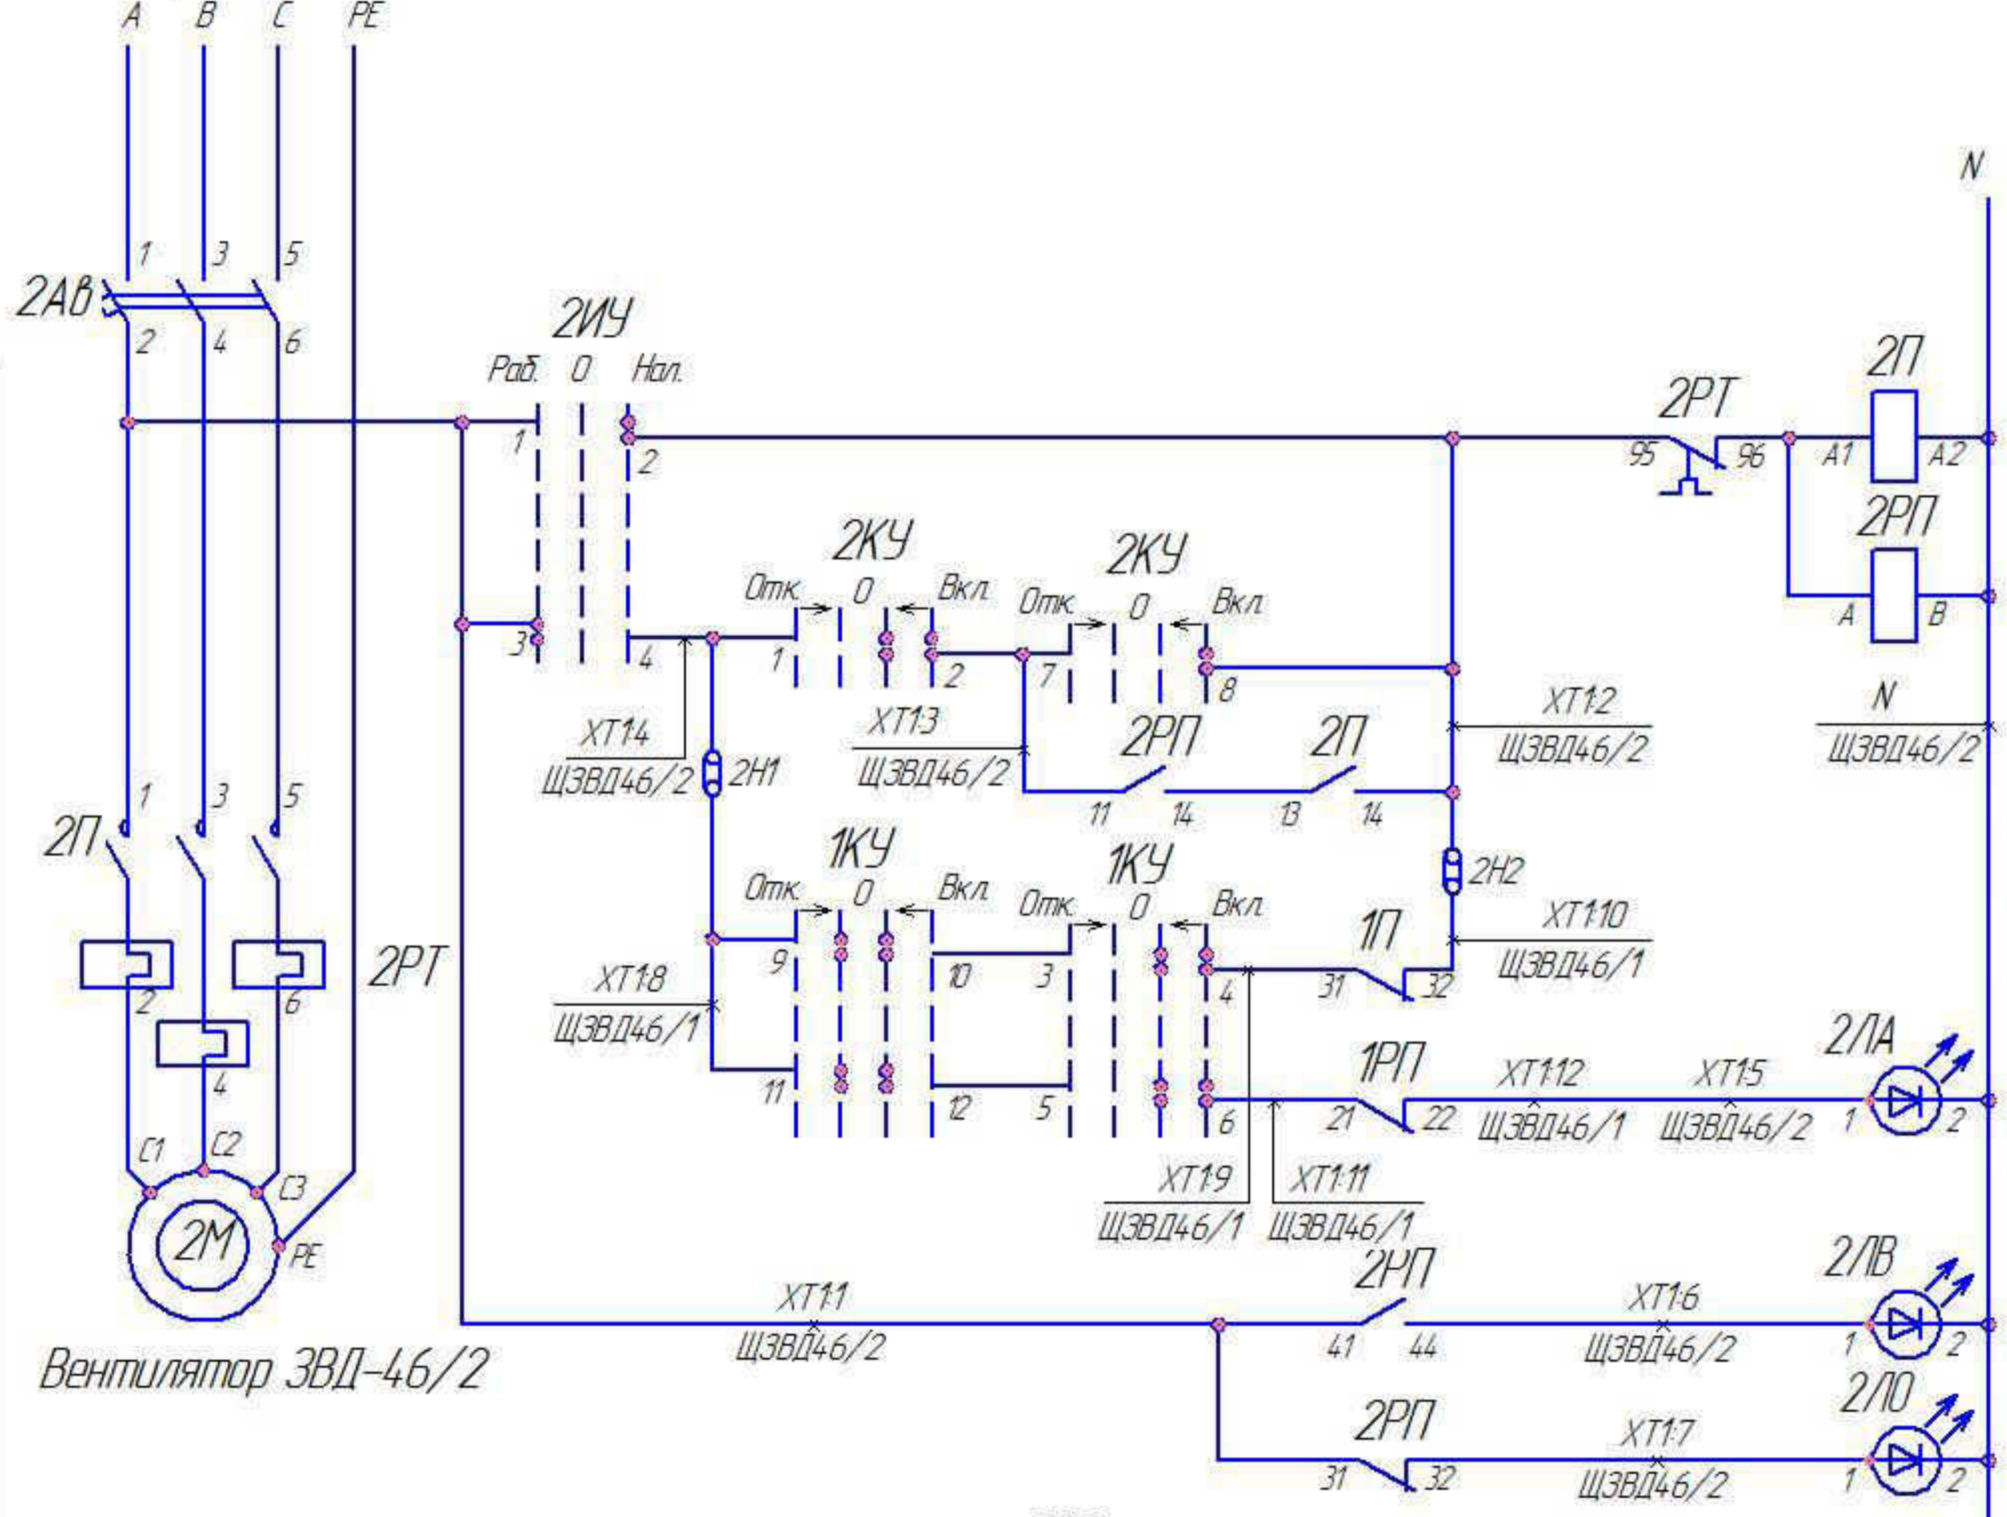 А В С РЕ
N
1 3 5
2АВ
2 4 6
2ИУ
Раб. 0 Нал.
1 2
2РТ
95 96
2П
А1 А2
2РП
А В
3 4
2КУ
Отк. 0 Вкл.
1 2
2КУ
Отк. 0 Вкл.
7 8
ХТ1:4
ЩЗВД46/2
2Н1
ХТ1:3
ЩЗВД46/2
2РП
11 14
2П
13 14
ХТ1:2
ЩЗВД46/2
N
ЩЗВД46/2
1 3 5
2П
2РТ
2 6
4
1КУ
Отк. 0 Вкл.
9 10
11 12
1КУ
Отк. 0 Вкл.
3 4
5 6
2Н2
1П
31 32
ХТ1:10
ЩЗВД46/1
ХТ1:8
ЩЗВД46/1
1РП
21 22
ХТ1:12
ЩЗВД46/1
ХТ1:5
ЩЗВД46/2
2ЛА
1 2
ХТ1:9
ЩЗВД46/1
ХТ1:11
ЩЗВД46/1
С1 С2 С3
2М
РЕ
Вентилятор ЗВД-46/2
ХТ1:1
ЩЗВД46/2
2РП
41 44
ХТ1:6
ЩЗВД46/2
2ЛВ
1 2
2РП
31 32
ХТ1:7
ЩЗВД46/2
2ЛО
1 2